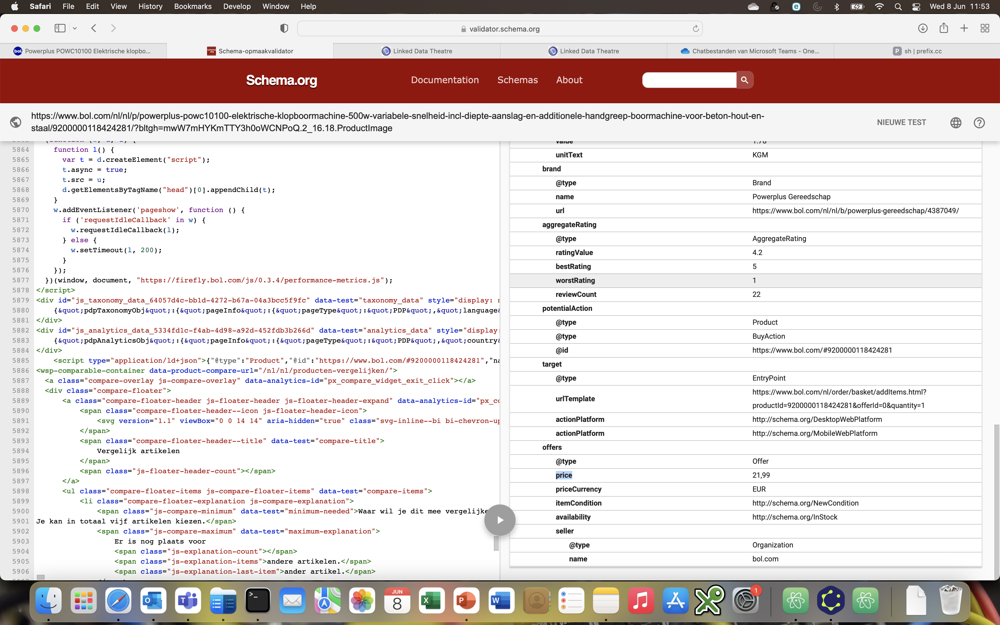 Safari File Edit View History Bookmarks Develop Window Help Wed 8 Jun 11:53
validator.schema.org
bol. Powerplus POWC10100 Elektrische klopbo...
Schema-opmaakvalidator
Linked Data Theatre
Linked Data Theatre
Chatbestanden van Microsoft Teams - One...
P sh | prefix.cc
Schema.org Documentation Schemas About
https://www.bol.com/nl/nl/p/powerplus-powc10100-elektrische-klopboormachine-500w-variabele-snelheid-incl-diepte-aanslag-en-additionele-handgreep-boormachine-voor-beton-hout-en-
staal/9200000118424281/?bltgh=mwW7mHYKmTTY3h0oWCNPoQ.2_16.18.ProductImage
NIEUWE TEST
5864 function l() {
5865 var t = d.createElement("script");
5866 t.async = true;
5867 t.src = u;
5868 d.getElementsByTagName("head")[0].appendChild(t);
5869 }
5870 w.addEventListener('pageshow', function () {
5871 if ('requestIdleCallback' in w) {
5872 w.requestIdleCallback(l);
5873 } else {
5874 w.setTimeout(l, 200);
5875 }
5876 });
5877 })(window, document, "https://firefly.bol.com/js/0.3.4/performance-metrics.js");
5878 </script>
5879 <div id="js_taxonomy_data_64057d4c-bb1d-4272-b67a-04a3bcc5f9fc" data-test="taxonomy_data" style="display:
5880 {&quot;pdpTaxonomyObj&quot;:{&quot;pageInfo&quot;:{&quot;pageType&quot;:&quot;PDP&quot;,&quot;language&
5881 </div>
5882 <div id="js_analytics_data_5334fd1c-f4ab-4d98-a92d-452fdb3b266d" data-test="analytics_data" style="display:
5883 {&quot;pdpAnalyticsObj&quot;:{&quot;pageInfo&quot;:{&quot;pageType&quot;:&quot;PDP&quot;,&quot;country&
5884 </div>
5885 <script type="application/ld+json">{"@type":"Product","@id":"https://www.bol.com/#9200000118424281","na
5886 <wsp-comparable-container data-product-compare-url="/nl/nl/producten-vergelijken/">
5887 <a class="compare-overlay js-compare-overlay" data-analytics-id="px_compare_widget_exit_click"></a>
5888 <div class="compare-floater">
5889 <a class="compare-floater-header js-floater-header js-floater-header-expand" data-analytics-id="px_co
5890 <span class="compare-floater-header--icon js-floater-header-icon">
5891 <svg version="1.1" viewBox="0 0 14 14" aria-hidden="true" class="svg-inline--bi bi-chevron-up
5892 </span>
5893 <span class="compare-floater-header--title" data-test="compare-title">
5894 Vergelijk artikelen
5895 </span>
5896 <span class="js-floater-header-count"></span>
5897 </a>
5898 <ul class="compare-floater-items js-compare-floater-items" data-test="compare-items">
5899 <li class="compare-floater-explanation js-compare-explanation">
5900 <span class="js-compare-minimum" data-test="minimum-needed">Waar wil je dit mee vergelijke
5901 Je kan in totaal vijf artikelen kiezen.</span>
5902 <span class="js-compare-maximum" data-test="maximum-explanation">
5903 Er is nog plaats voor
5904 <span class="js-explanation-count"></span>
5905 <span class="js-explanation-items">andere artikelen.</span>
5906 <span class="js-explanation-last-item">ander artikel.</span>
value 1.78
unitText KGM
brand
@type Brand
name Powerplus Gereedschap
url https://www.bol.com/nl/nl/b/powerplus-gereedschap/4387049/
aggregateRating
@type AggregateRating
ratingValue 4.2
bestRating 5
worstRating 1
reviewCount 22
potentialAction
@type Product
@type BuyAction
@id https://www.bol.com/#9200000118424281
target
@type EntryPoint
urlTemplate https://www.bol.com/nl/order/basket/addItems.html?
productId=9200000118424281&offerId=0&quantity=1
actionPlatform http://schema.org/DesktopWebPlatform
actionPlatform http://schema.org/MobileWebPlatform
offers
@type Offer
price 21,99
priceCurrency EUR
itemCondition http://schema.org/NewCondition
availability http://schema.org/InStock
seller
@type Organization
name bol.com
JUN
8
1